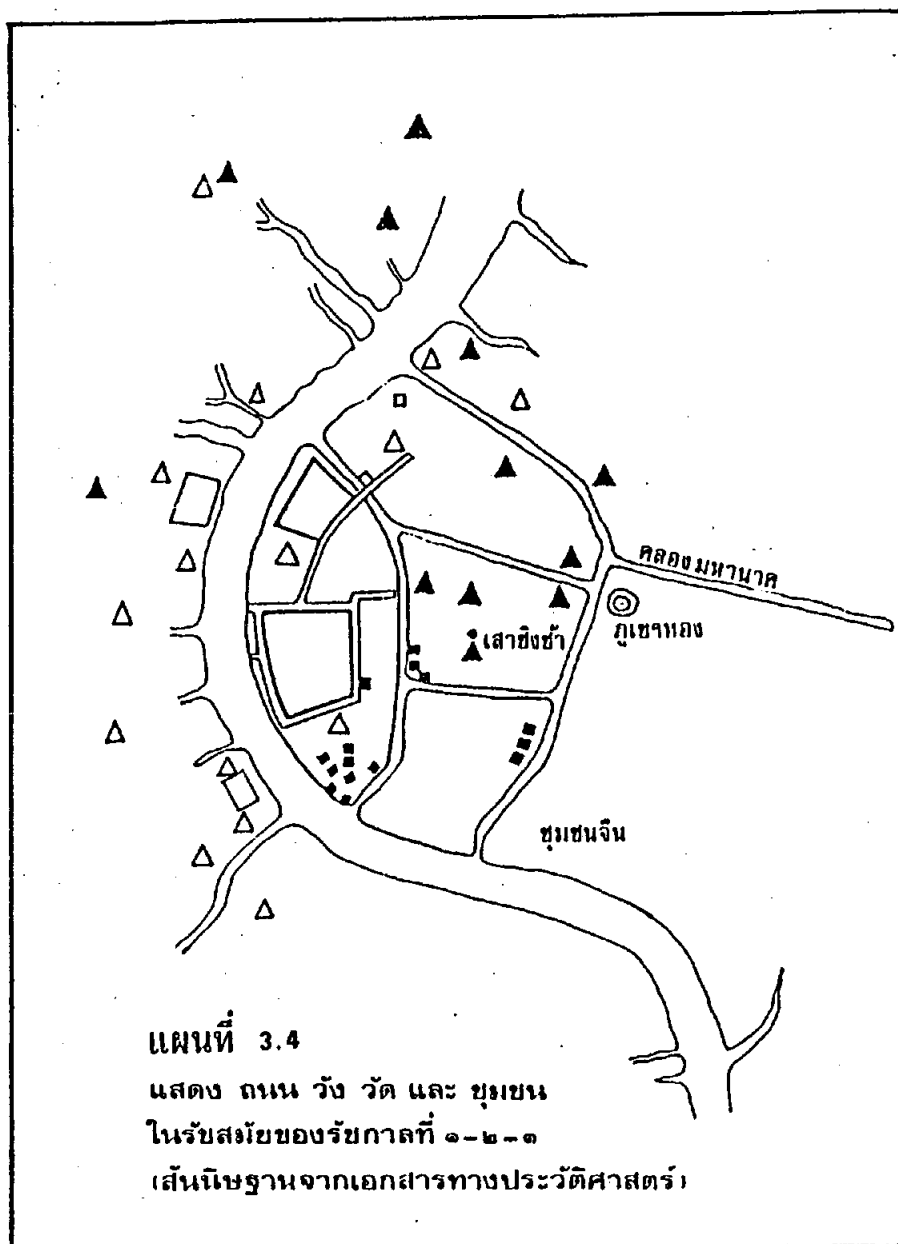 คลองมหานาค
ภูเขาทอง
เสาชิงช้า
ชุมชนจีน
แผนที่ 3.4
แสดง ถนน วัง วัด และ ชุมชน
ในรัชสมัยของรัชกาลที่ ๑-๒-๓
(สันนิษฐานจากเอกสารทางประวัติศาสตร์)